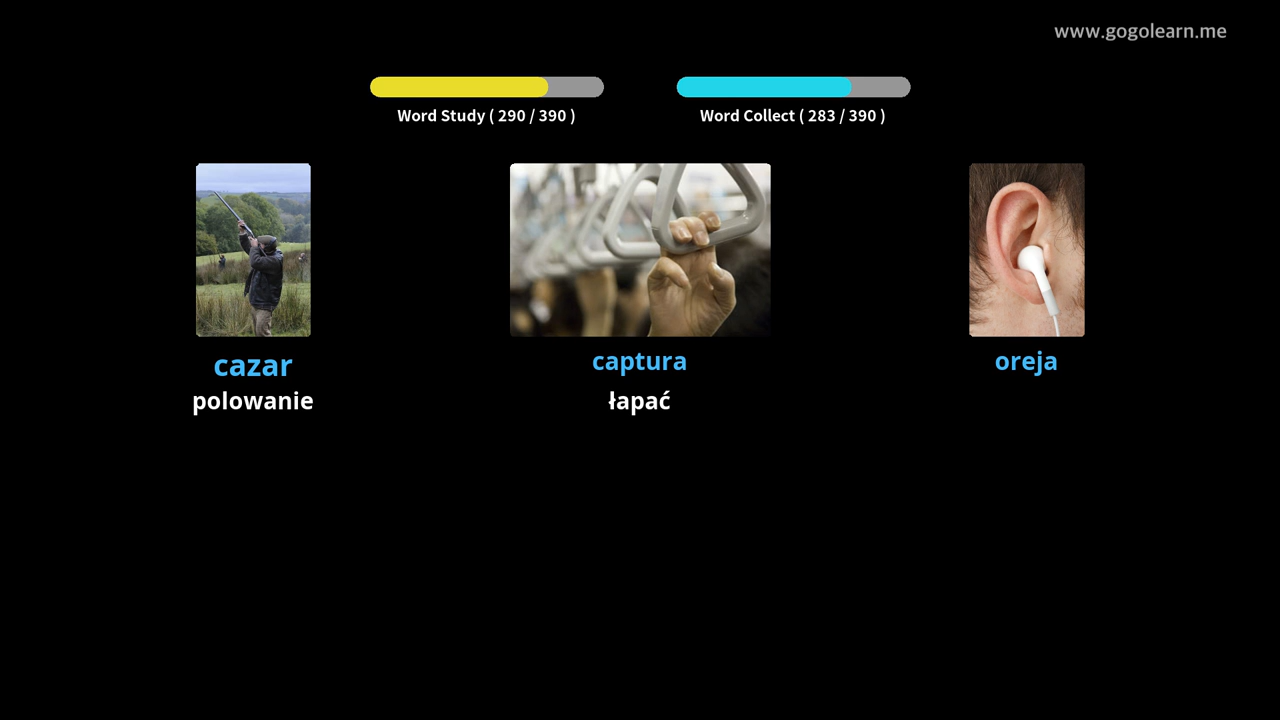 www.gogolearn.me
Word Study ( 290 / 390 )
Word Collect ( 283 / 390 )
cazar
captura
oreja
polowanie
łapać